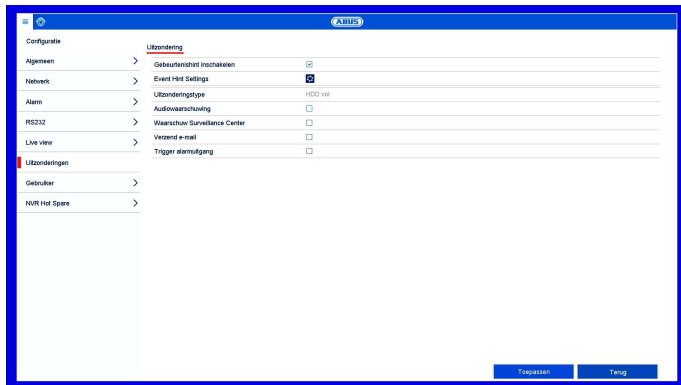 ABUS
Configuratie
Uitzondering
Algemeen
Netwerk
Alarm
RS232
Live view
Uitzonderingen
Gebruiker
NVR Hot Spare
Gebeurtenishint inschakelen
Event Hint Settings
Uitzonderingstype HDD vol
Audiowaarschuwing
Waarschuw Surveillance Center
Verzend e-mail
Trigger alarmuitgang
Toepassen
Terug